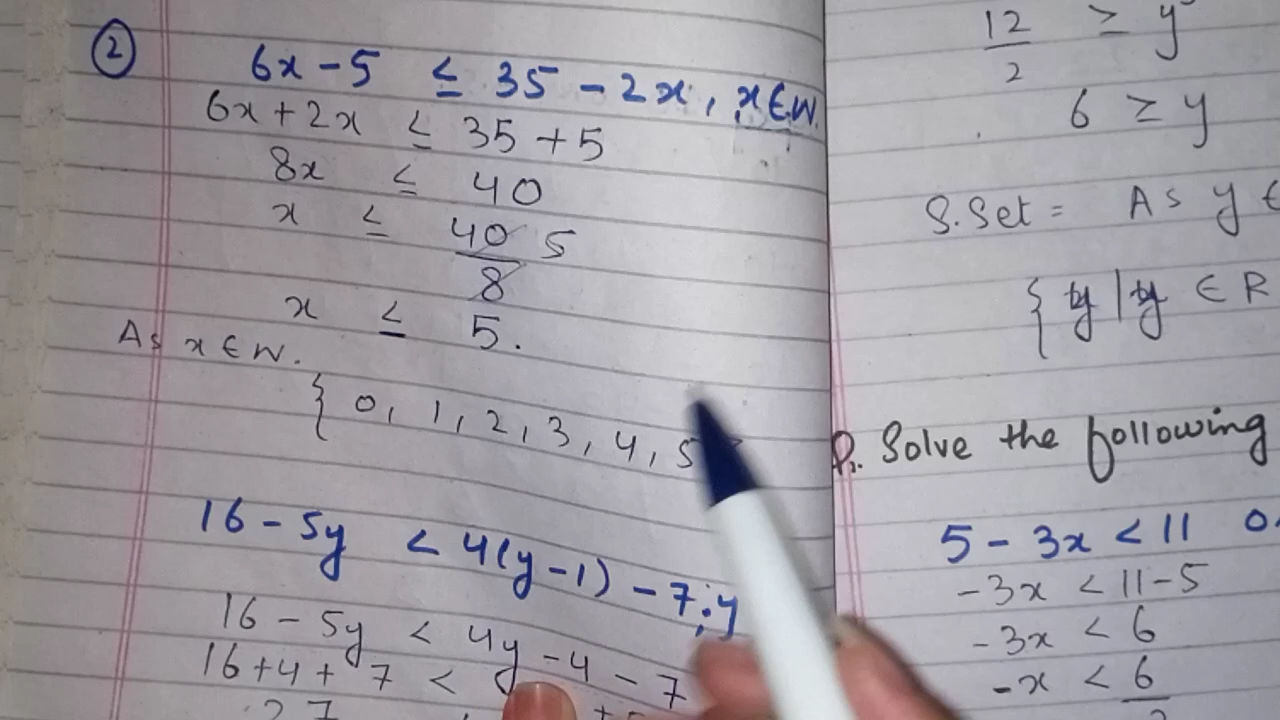 2
6x - 5 ≤ 35 - 2x, x ∈ W.
6x + 2x ≤ 35 + 5
8x ≤ 40
x ≤ 40/8 5
x ≤ 5.
As x ∈ W.
{ 0, 1, 2, 3, 4, 5
16 - 5y < 4(y - 1) - 7; y
16 - 5y < 4y - 4 - 7
16 + 4 + 7 <
27
12/2 ≥ y
6 ≥ y
S.Set = As y ∈
{ y | y ∈ R
Solve the following
5 - 3x < 11
-3x < 11 - 5
-3x < 6
-x < 6